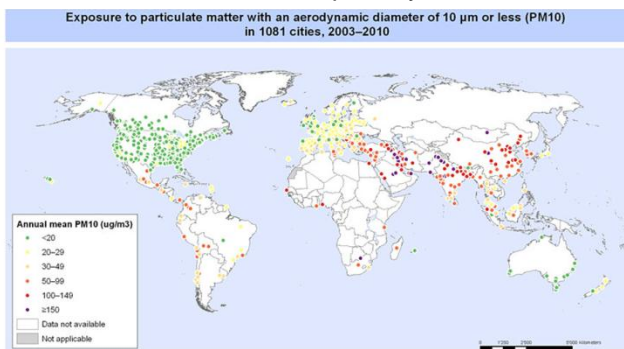 Exposure to particulate matter with an aerodynamic diameter of 10 µm or less (PM10)
in 1081 cities, 2003–2010
Annual mean PM10 (ug/m3)
<20
20–29
30–49
50–99
100–149
≥150
Data not available
Not applicable